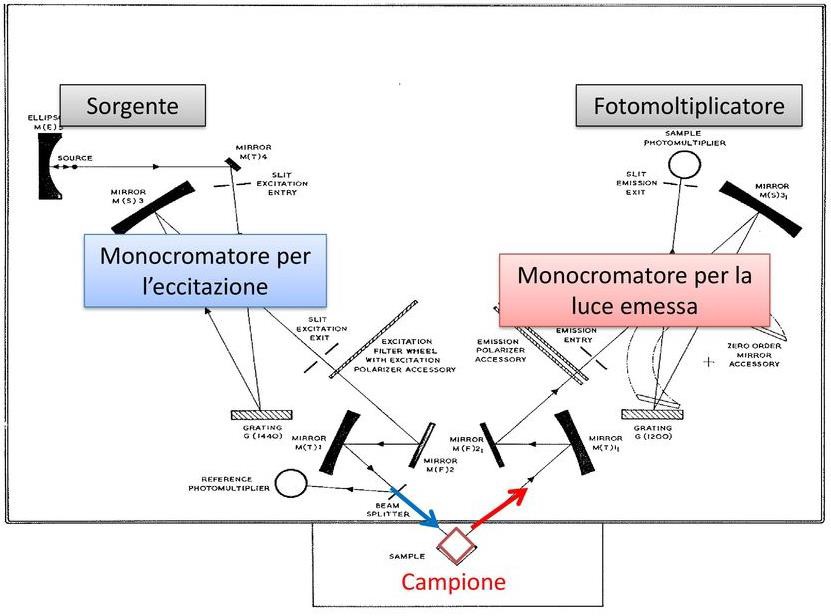 Sorgente
Fotomoltiplicatore
M(E)5
SOURCE
MIRROR
M(T)4
SAMPLE
PHOTOMULTIPLIER
SLIT
EXCITATION
ENTRY
SLIT
EMISSION
EXIT
MIRROR
M(S)3
MIRROR
M(S)3₁
Monocromatore per
l'eccitazione
Monocromatore per la
luce emessa
SLIT
EXCITATION
EXIT
EXCITATION
FILTER WHEEL
WITH EXCITATION
POLARIZER ACCESSORY
EMISSION
POLARIZER
ACCESSORY
EMISSION
ENTRY
ZERO ORDER
MIRROR
ACCESSORY
GRATING
G (1440)
MIRROR
M(T)1
MIRROR
M(F)2
MIRROR
M(F)2₁
MIRROR
M(T)1₁
GRATING
G (1200)
REFERENCE
PHOTOMULTIPLIER
BEAM
SPLITTER
SAMPLE
Campione